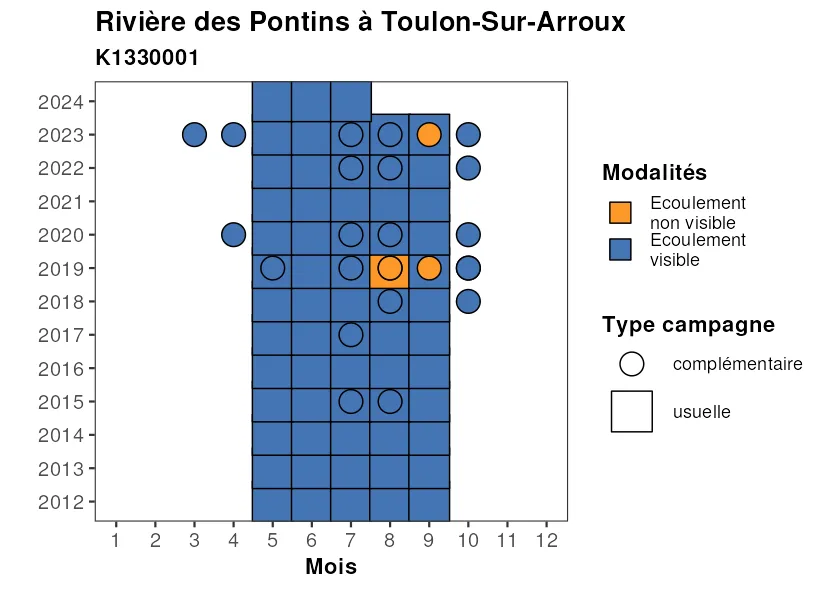 Rivière des Pontins à Toulon-Sur-Arroux
K1330001
2024
2023
2022
2021
2020
2019
2018
2017
2016
2015
2014
2013
2012
1 2 3 4 5 6 7 8 9 10 11 12
Mois
Modalités
Ecoulement
non visible
Ecoulement
visible
Type campagne
complémentaire
usuelle